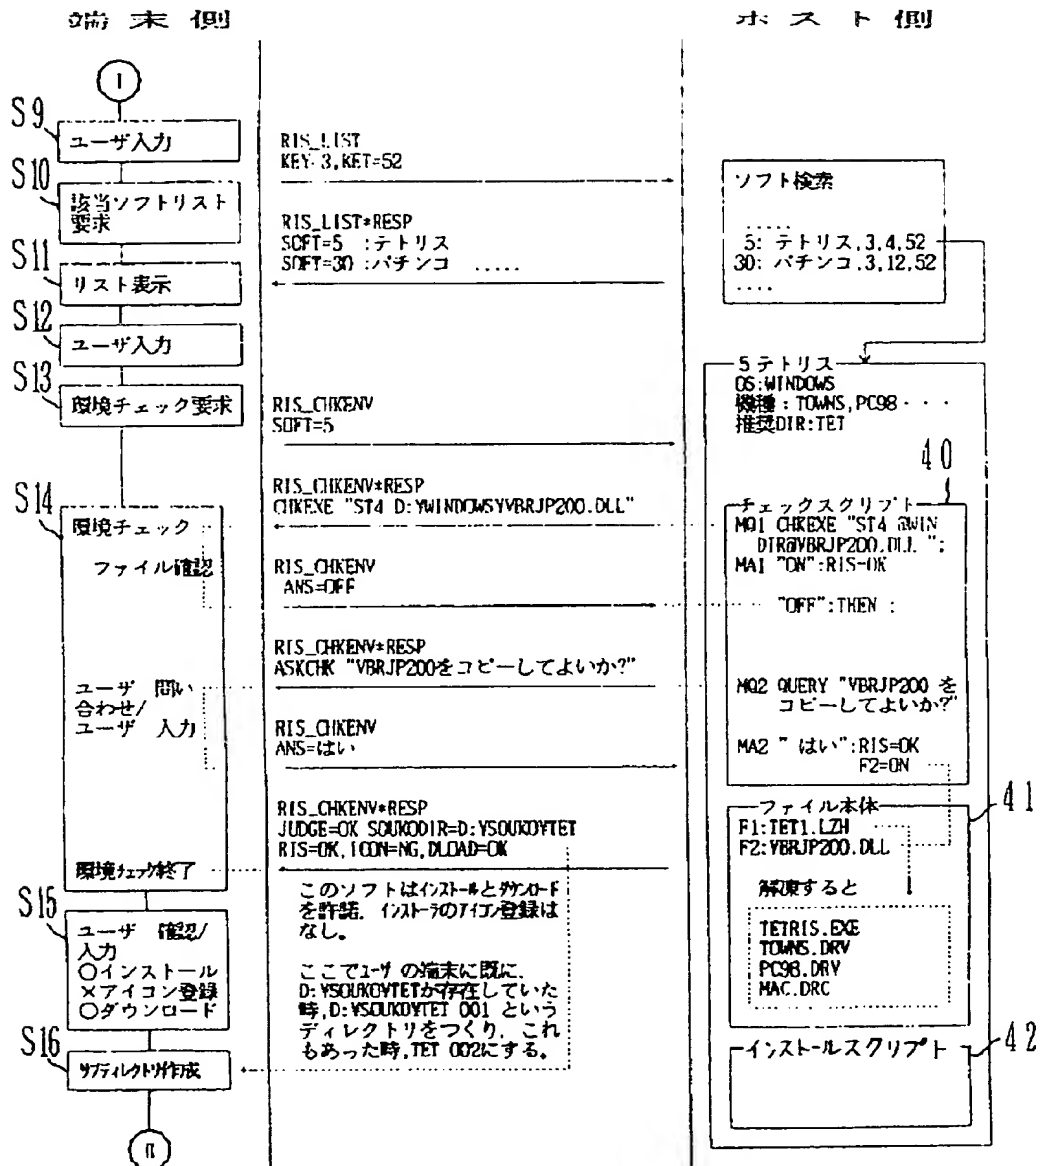 端末側
ホスト側
I
S9
ユーザ入力
S10
該当ソフトリスト
要求
S11
リスト表示
S12
ユーザ入力
S13
環境チェック要求
S14
環境チェック
ファイル確認
ユーザ 問い
合わせ/
ユーザ 入力
環境チェック終了
S15
ユーザ 確認/
入力
○インストール
×アイコン登録
○ダウンロード
S16
サブディレクトリ作成
II
RIS_LIST
KEY=3,KET=52
RIS_LIST*RESP
SOFT=5 :テトリス
SOFT=30 :パチンコ .....
RIS_CHKENV
SOFT=5
RIS_CHKENV*RESP
CHKEXE "ST4 D:¥WINDOWS¥VBRJP200.DLL"
RIS_CHKENV
ANS=OFF
RIS_CHKENV*RESP
ASKCHK "VBRJP200をコピーしてよいか?"
RIS_CHKENV
ANS=はい
RIS_CHKENV*RESP
JUDGE=OK SOUKODIR=D:¥SOUKO¥TET
RIS=OK,ICON=NG,DLOAD=OK
このソフトはインストールとダウンロード
を許諾. インストーラのアイコン登録は
なし。
ここでユーザの端末に既に、
D:¥SOUKO¥TETが存在していた
時,D:¥SOUKO¥TET 001 という
ディレクトリをつくり, これ
もあった時,TET 002にする。
ソフト検索
.....
5: テトリス,3,4,52
30: パチンコ,3,12,52
....
5テトリス
OS:WINDOWS
機種:TOWNS,PC98・・・・
推奨DIR:TET
40
チェックスクリプト
MQ1 CHKEXE "ST4 @WIN
DIR@VBRJP200.DLL ";
MA1 "ON":RIS=OK
"OFF":THEN :
MQ2 QUERY "VBRJP200 を
コピーしてよいか?"
MA2 " はい":RIS=OK
F2=ON
41
ファイル本体
F1:TET1.LZH
F2:VBRJP200.DLL
解凍すると
TETRIS.EXE
TOWNS.DRV
PC98.DRV
MAC.DRC
インストールスクリプト
42